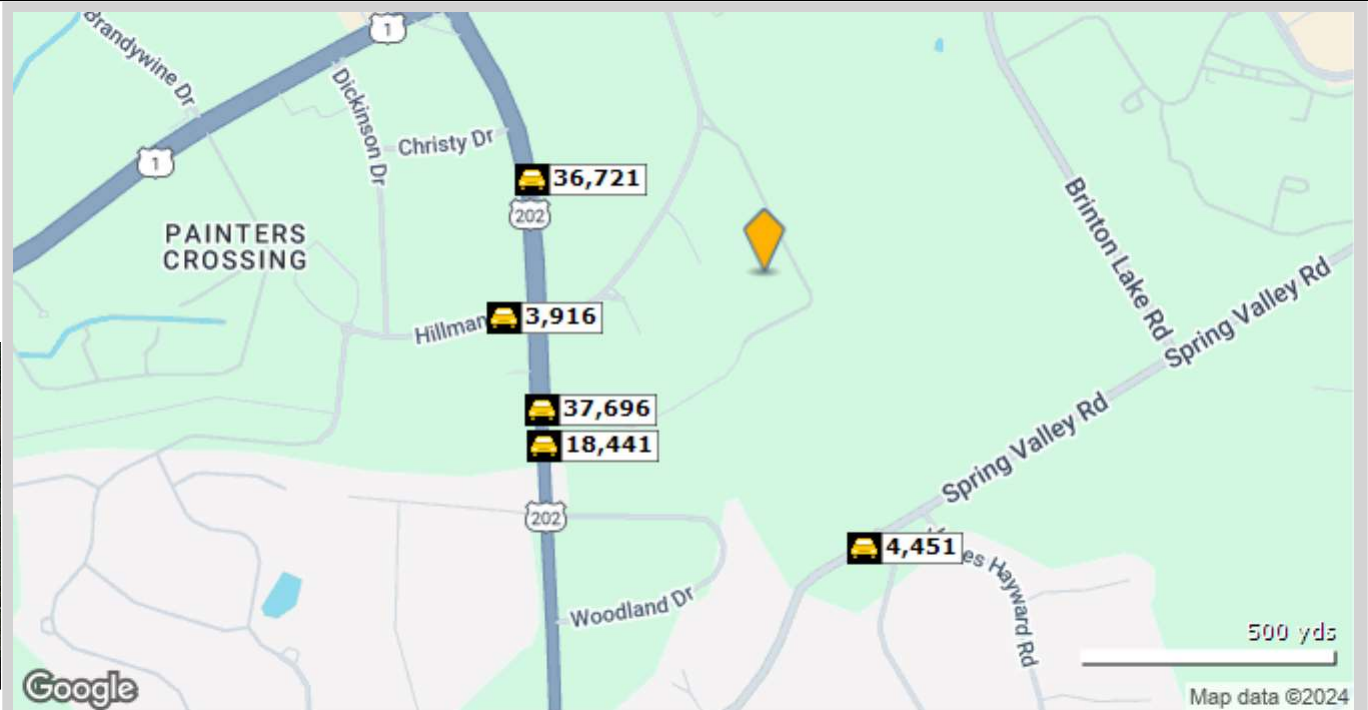 Brandywine Dr
1
Dickinson Dr
Christy Dr
1
36,721
202
PAINTERS
CROSSING
Brinton Lake Rd
Spring Valley Rd
Hillman
3,916
37,696
18,441
Spring Valley Rd
202
4,451
es Hayward Rd
Woodland Dr
500 yds
Google
Map data ©2024